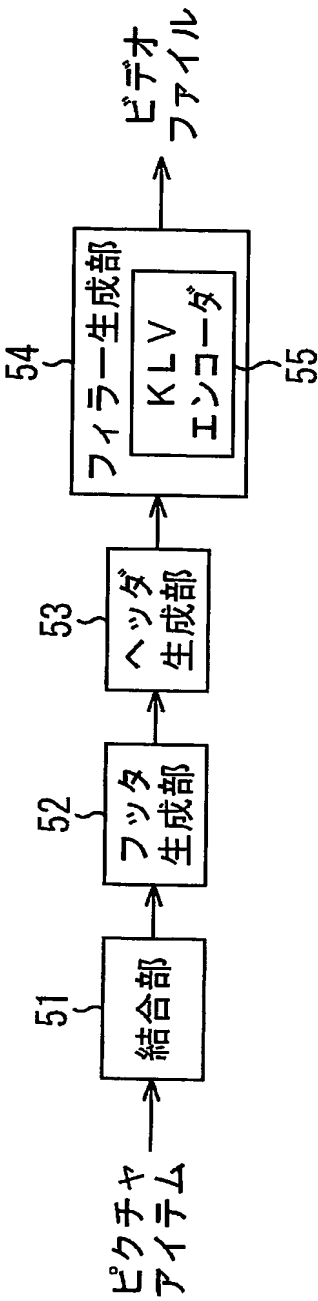 ピクチャ
アイテム
51
結合部
52
フッタ
生成部
53
ヘッダ
生成部
54
フィラー生成部
KLV
エンコーダ
55
ビデオ
ファイル